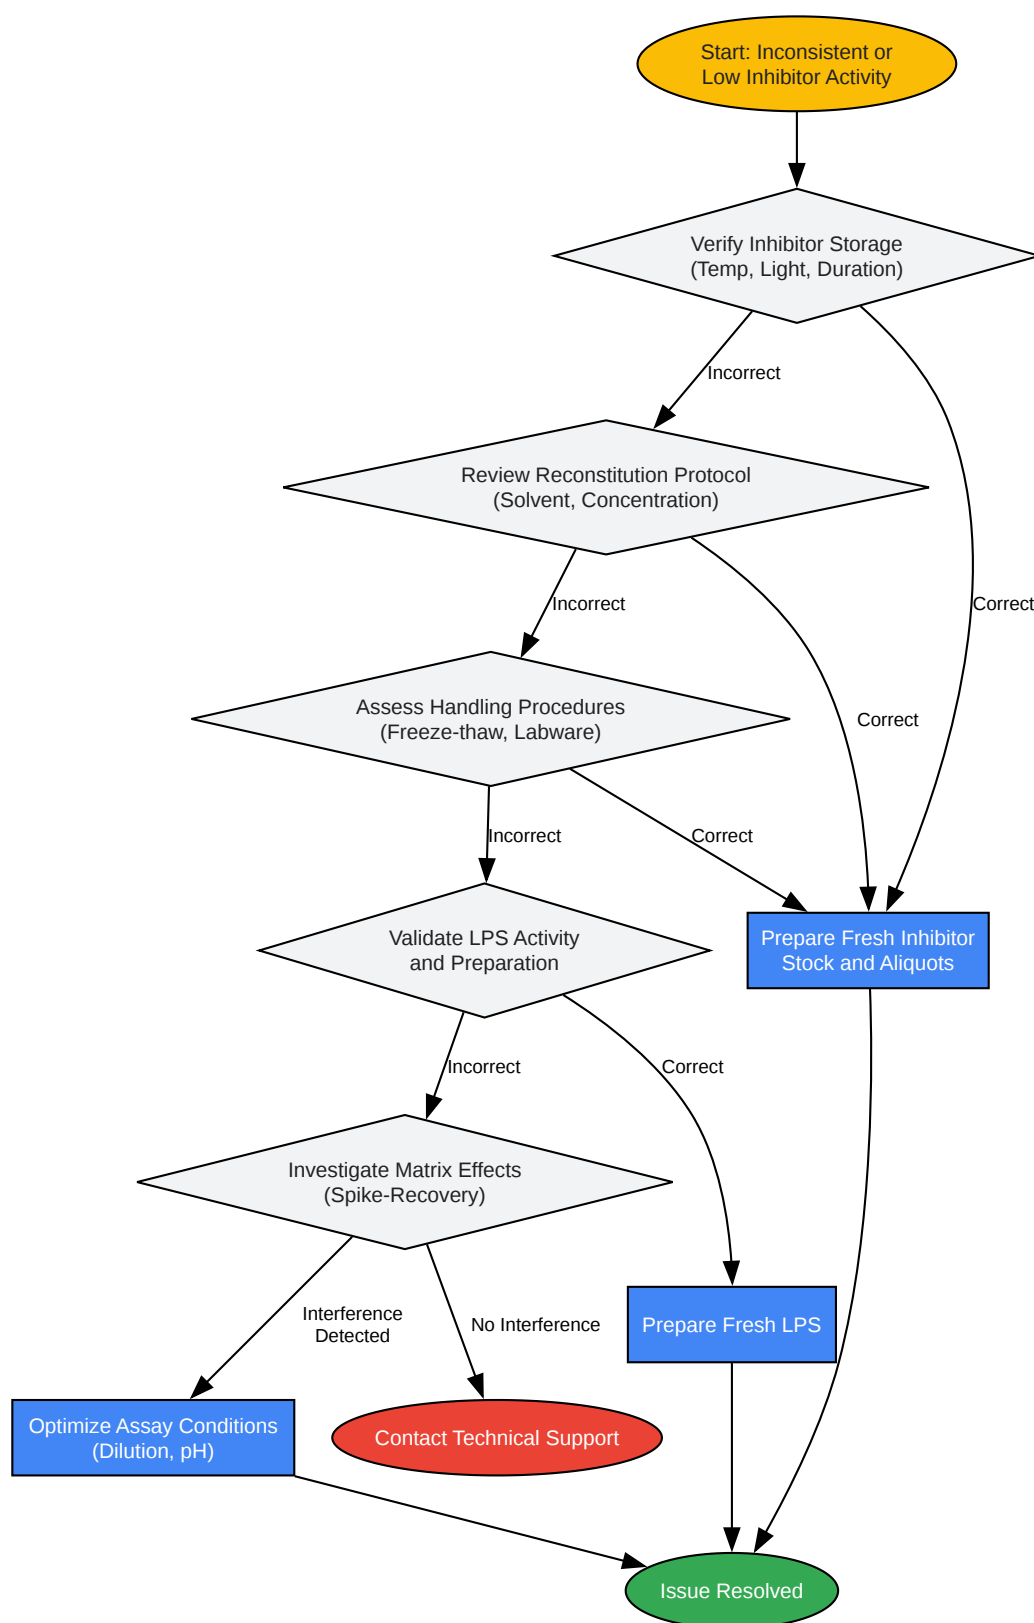 Start: Inconsistent or
Low Inhibitor Activity
Verify Inhibitor Storage
(Temp, Light, Duration)
Incorrect
Review Reconstitution Protocol
(Solvent, Concentration)
Incorrect
Correct
Assess Handling Procedures
(Freeze-thaw, Labware)
Correct
Incorrect
Correct
Validate LPS Activity
and Preparation
Prepare Fresh Inhibitor
Stock and Aliquots
Incorrect
Correct
Investigate Matrix Effects
(Spike-Recovery)
Interference
Detected
No Interference
Prepare Fresh LPS
Optimize Assay Conditions
(Dilution, pH)
Contact Technical Support
Issue Resolved